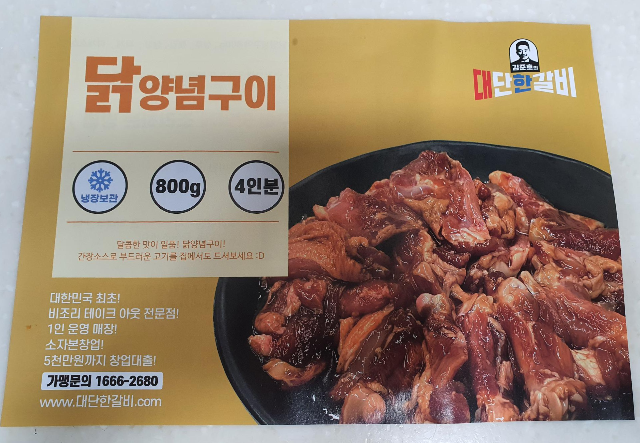 닭양념구이
김준호의
대단한갈비
냉장보관
800g
4인분
달콤한 맛이 일품! 닭양념구이!
간장소스로 부드러운 고기를 집에서도 드셔보세요 :D
대한민국 최초!
비조리 테이크 아웃 전문점!
1인 운영 매장!
소자본창업!
5천만원까지 창업대출!
가맹문의 1666-2680
www.대단한갈비.com